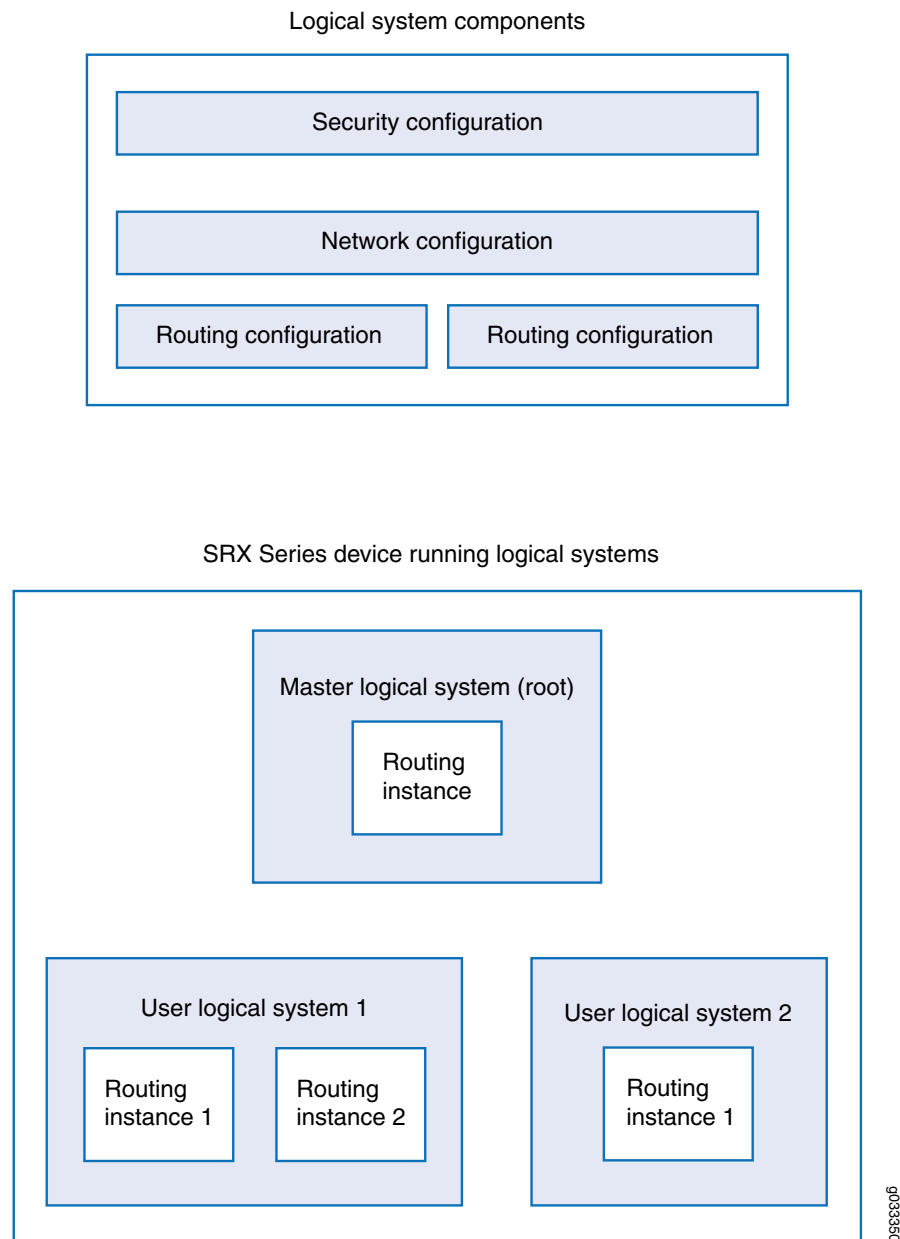 Logical system components
Security configuration
Network configuration
Routing configuration
Routing configuration
SRX Series device running logical systems
Master logical system (root)
Routing
instance
User logical system 1
Routing
instance 1
Routing
instance 2
User logical system 2
Routing
instance 1
g033350